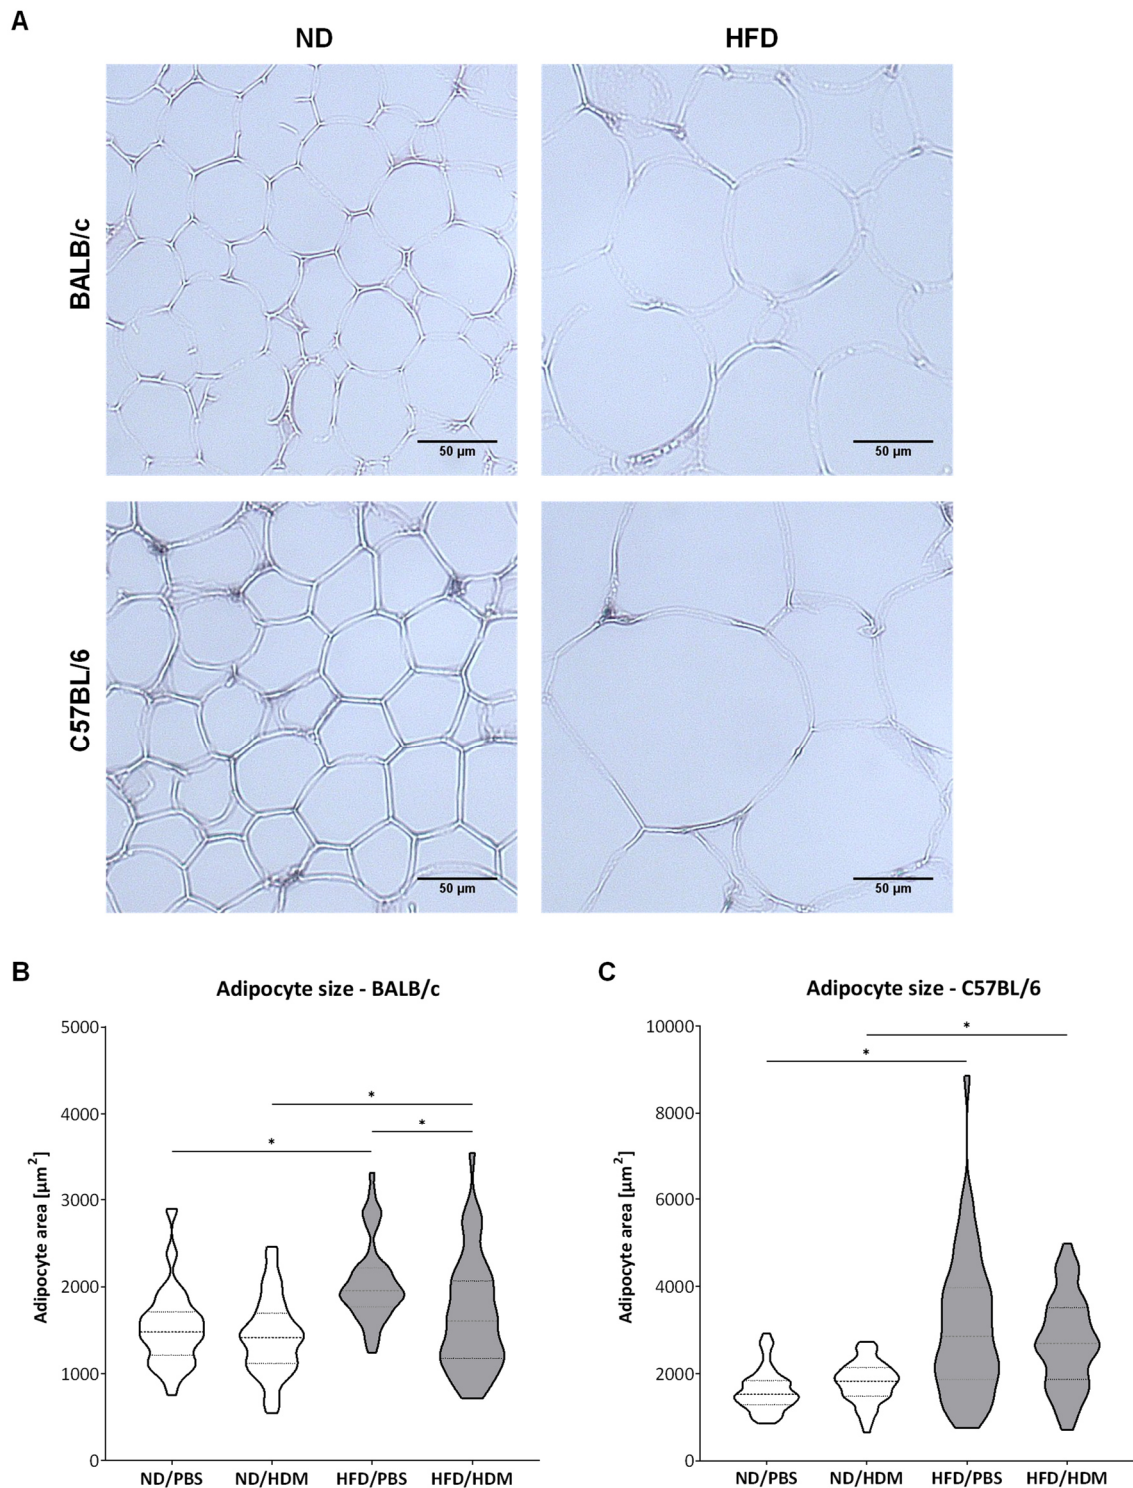 A
ND
HFD
BALB/c
50 µm
50 µm
C57BL/6
50 µm
50 µm
B
Adipocyte size - BALB/c
Adipocyte area [µm²]
5000
4000
3000
2000
1000
0
*
*
*
ND/PBS
ND/HDM
HFD/PBS
HFD/HDM
C
Adipocyte size - C57BL/6
Adipocyte area [µm²]
10000
8000
6000
4000
2000
0
*
*
ND/PBS
ND/HDM
HFD/PBS
HFD/HDM